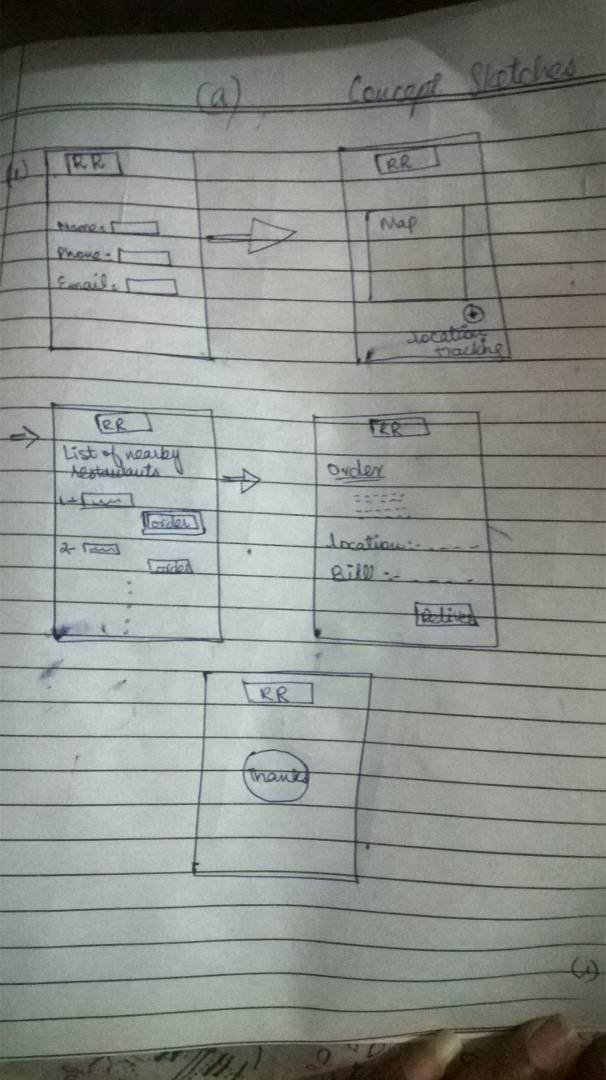 (a) Concept Sketches
(1)
RR
Name:
Phone:
Email:
RR
Map
Location
tracking
RR
List of nearby
restaurants
1-
order
2-
order
RR
Order
Location:-
Bill:-
Deliver
RR
Thanks